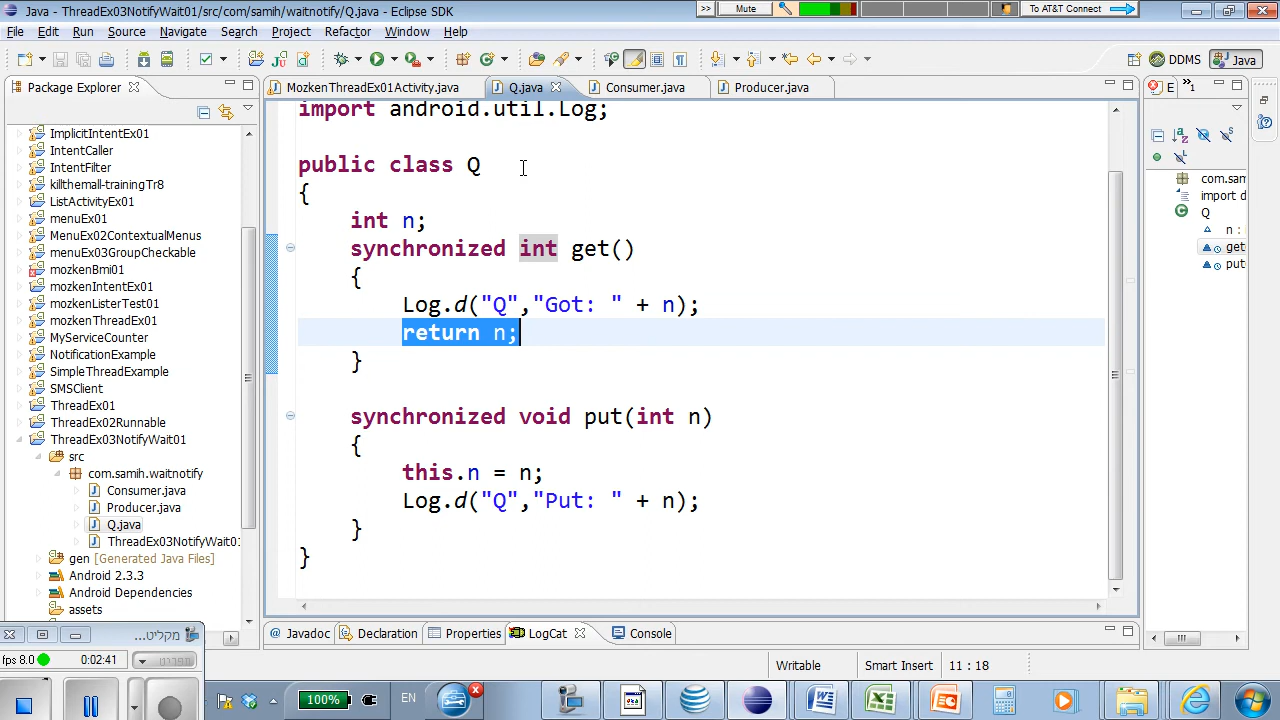 Java - ThreadEx03NotifyWait01/src/com/samih/waitnotify/Q.java - Eclipse SDK
>> Mute To AT&T Connect
File Edit Run Source Navigate Search Project Refactor Window Help
DDMS Java
Package Explorer
MozkenThreadEx01Activity.java Q.java Consumer.java Producer.java
E »1
ImplicitIntentEx01
IntentCaller
IntentFilter
killthemall-trainingTr8
ListActivityEx01
menuEx01
MenuEx02ContextualMenus
menuEx03GroupCheckable
mozkenBmi01
mozkenIntentEx01
mozkenListerTest01
mozkenThreadEx01
MyServiceCounter
NotificationExample
SimpleThreadExample
SMSClient
ThreadEx01
ThreadEx02Runnable
ThreadEx03NotifyWait01
src
com.samih.waitnotify
Consumer.java
Producer.java
Q.java
ThreadEx03NotifyWait01
gen [Generated Java Files]
Android 2.3.3
Android Dependencies
assets
import android.util.Log;
public class Q
{
int n;
synchronized int get()
{
Log.d("Q","Got: " + n);
return n;
}
synchronized void put(int n)
{
this.n = n;
Log.d("Q","Put: " + n);
}
}
com.sam
import d
Q
n :
get
put
Javadoc Declaration Properties LogCat Console
Writable Smart Insert 11 : 18
מקליט...
fps 8.0 0:02:41 תפריט
100% EN